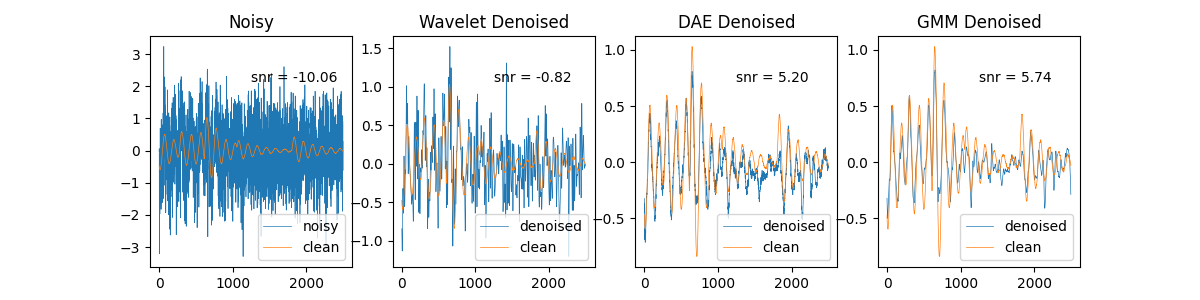 Noisy
3
2
1
0
−1
−2
−3
snr = -10.06
noisy
clean
0
1000
2000
Wavelet Denoised
1.5
1.0
0.5
0.0
−0.5
−1.0
snr = -0.82
denoised
clean
0
2000
DAE Denoised
1.0
0.5
0.0
−0.5
snr = 5.20
denoised
clean
0
1000
2000
GMM Denoised
1.0
0.5
0.0
−0.5
snr = 5.74
denoised
clean
0
1000
2000